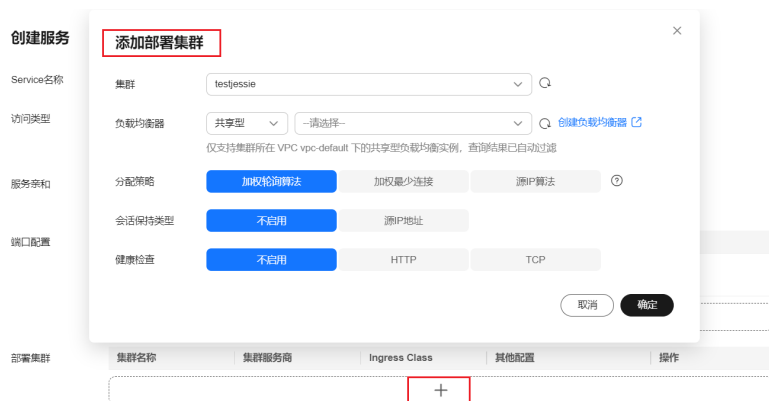 创建服务
添加部署集群
Service名称
集群
testjessie
访问类型
负载均衡器
共享型
--请选择--
创建负载均衡器
仅支持集群所在 VPC vpc-default 下的共享型负载均衡实例，查询结果已自动过滤
服务亲和
分配策略
加权轮询算法
加权最少连接
源IP算法
会话保持类型
不启用
源IP地址
端口配置
健康检查
不启用
HTTP
TCP
取消
确定
部署集群
集群名称
集群服务商
Ingress Class
其他配置
操作